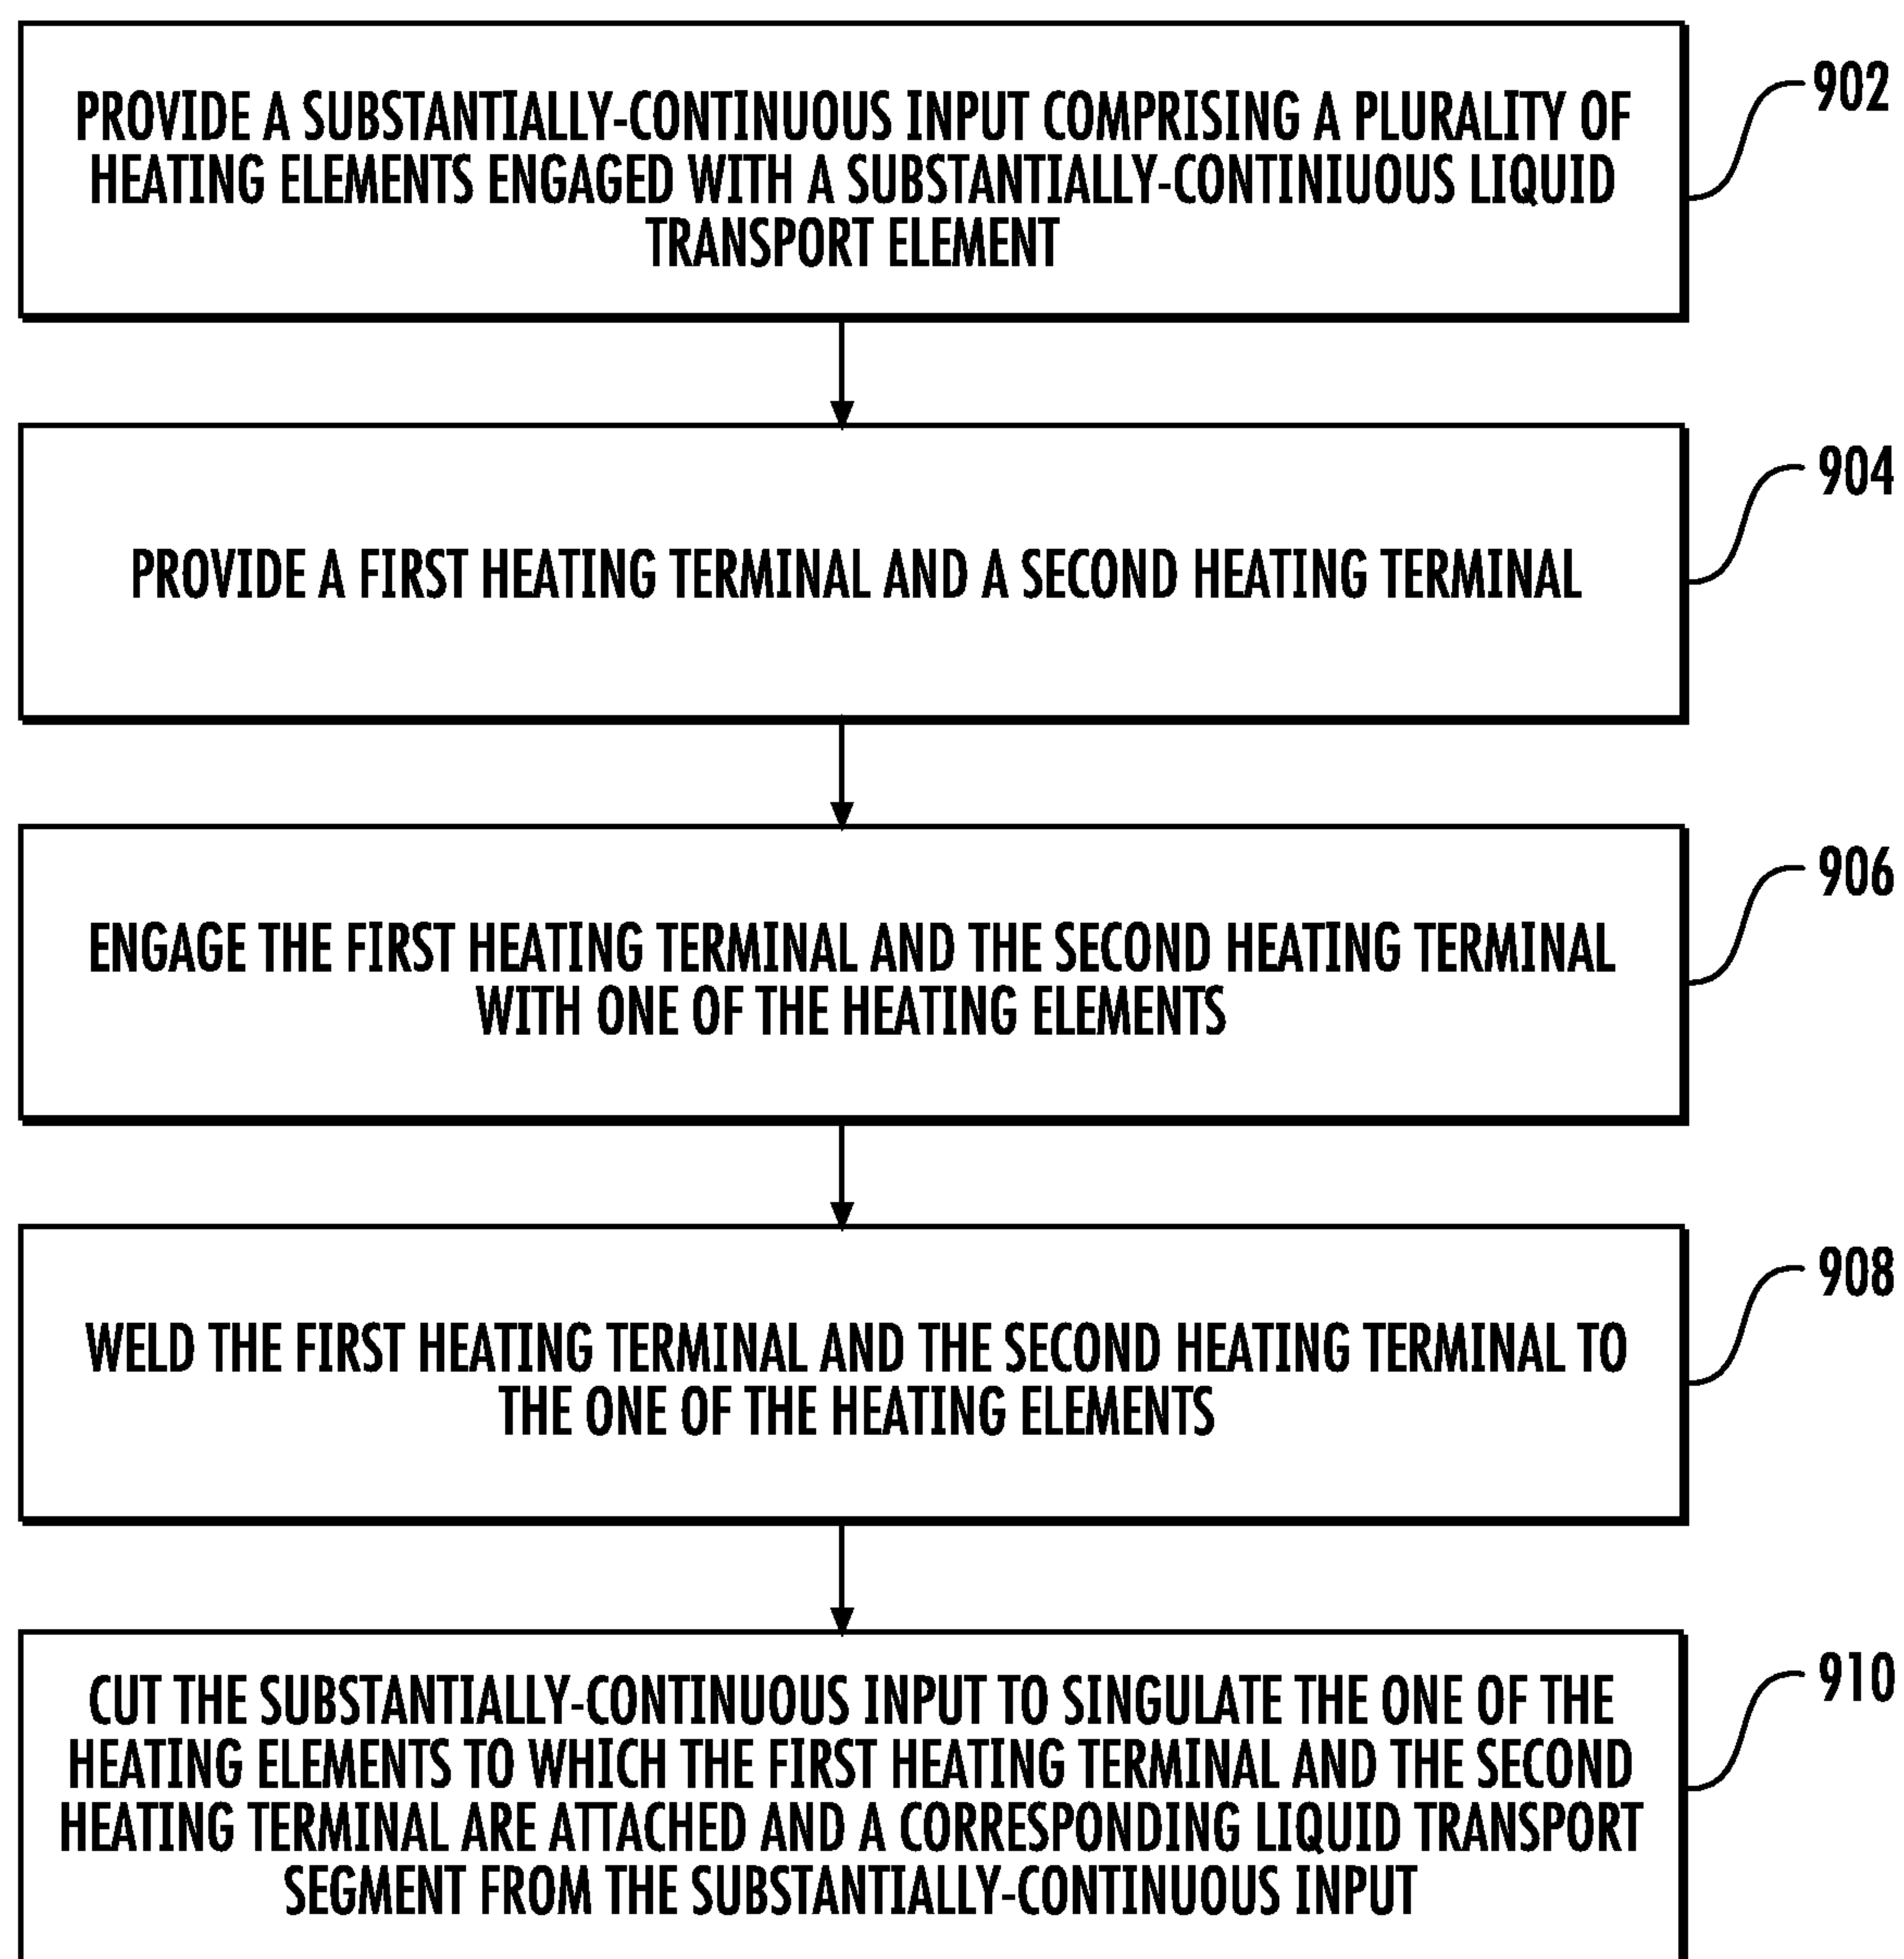 PROVIDE A SUBSTANTIALLY-CONTINUOUS INPUT COMPRISING A PLURALITY OF
HEATING ELEMENTS ENGAGED WITH A SUBSTANTIALLY-CONTINIUOUS LIQUID
TRANSPORT ELEMENT
902
PROVIDE A FIRST HEATING TERMINAL AND A SECOND HEATING TERMINAL
904
ENGAGE THE FIRST HEATING TERMINAL AND THE SECOND HEATING TERMINAL
WITH ONE OF THE HEATING ELEMENTS
906
WELD THE FIRST HEATING TERMINAL AND THE SECOND HEATING TERMINAL TO
THE ONE OF THE HEATING ELEMENTS
908
CUT THE SUBSTANTIALLY-CONTINUOUS INPUT TO SINGULATE THE ONE OF THE
HEATING ELEMENTS TO WHICH THE FIRST HEATING TERMINAL AND THE SECOND
HEATING TERMINAL ARE ATTACHED AND A CORRESPONDING LIQUID TRANSPORT
SEGMENT FROM THE SUBSTANTIALLY-CONTINUOUS INPUT
910